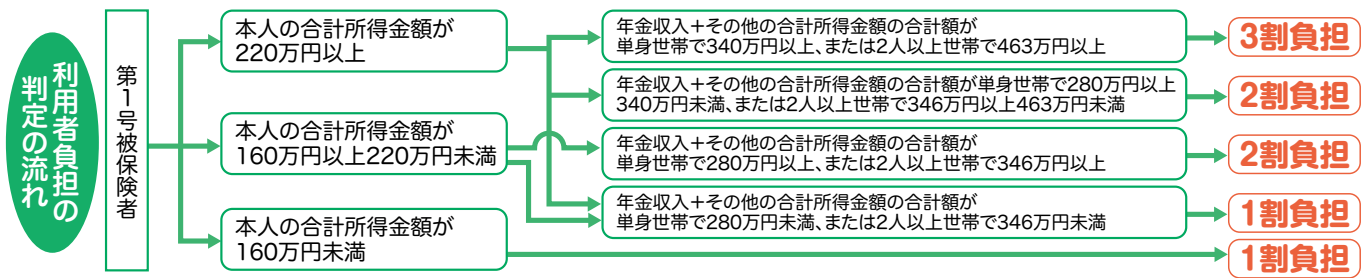 利用者負担の
判定の流れ
第1号被保険者
本人の合計所得金額が
220万円以上
本人の合計所得金額が
160万円以上220万円未満
本人の合計所得金額が
160万円未満
年金収入+その他の合計所得金額の合計額が
単身世帯で340万円以上、または2人以上世帯で463万円以上
年金収入+その他の合計所得金額の合計額が単身世帯で280万円以上
340万円未満、または2人以上世帯で346万円以上463万円未満
年金収入+その他の合計所得金額の合計額が
単身世帯で280万円以上、または2人以上世帯で346万円以上
年金収入+その他の合計所得金額の合計額が
単身世帯で280万円未満、または2人以上世帯で346万円未満
3割負担
2割負担
2割負担
1割負担
1割負担